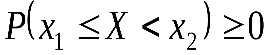 P(x₁ ≤ X < x₂) ≥ 0